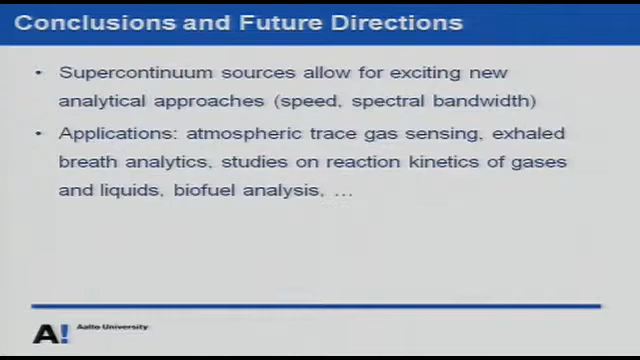 Conclusions and Future Directions
• Supercontinuum sources allow for exciting new
analytical approaches (speed, spectral bandwidth)
• Applications: atmospheric trace gas sensing, exhaled
breath analytics, studies on reaction kinetics of gases
and liquids, biofuel analysis, …
A! Aalto University